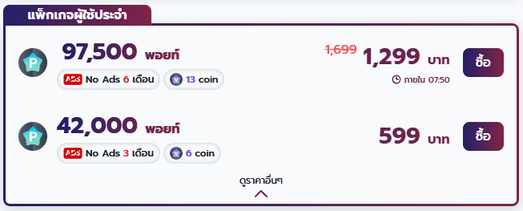 แพ็กเกจผู้ใช้ประจำ
97,500 พอยท์
1,699 1,299 บาท
ซื้อ
ADS No Ads 6 เดือน 13 coin
ภายใน 07:50
42,000 พอยท์
599 บาท
ซื้อ
ADS No Ads 3 เดือน 6 coin
ดูราคาอื่นๆ